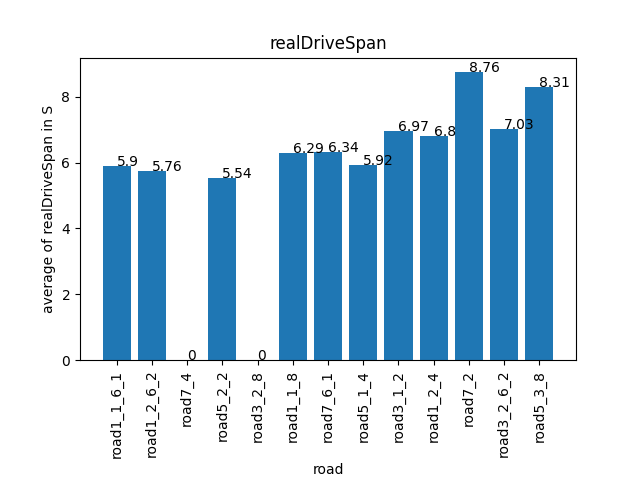 realDriveSpan
average of realDriveSpan in S
8
6
4
2
0
5.9
5.76
0
5.54
0
6.29
6.34
5.92
6.97
6.8
8.76
7.03
8.31
road1_1_6_1
road1_2_6_2
road7_4
road5_2_2
road3_2_8
road1_1_8
road7_6_1
road5_1_4
road3_1_2
road1_2_4
road7_2
road3_2_6_2
road5_3_8
road